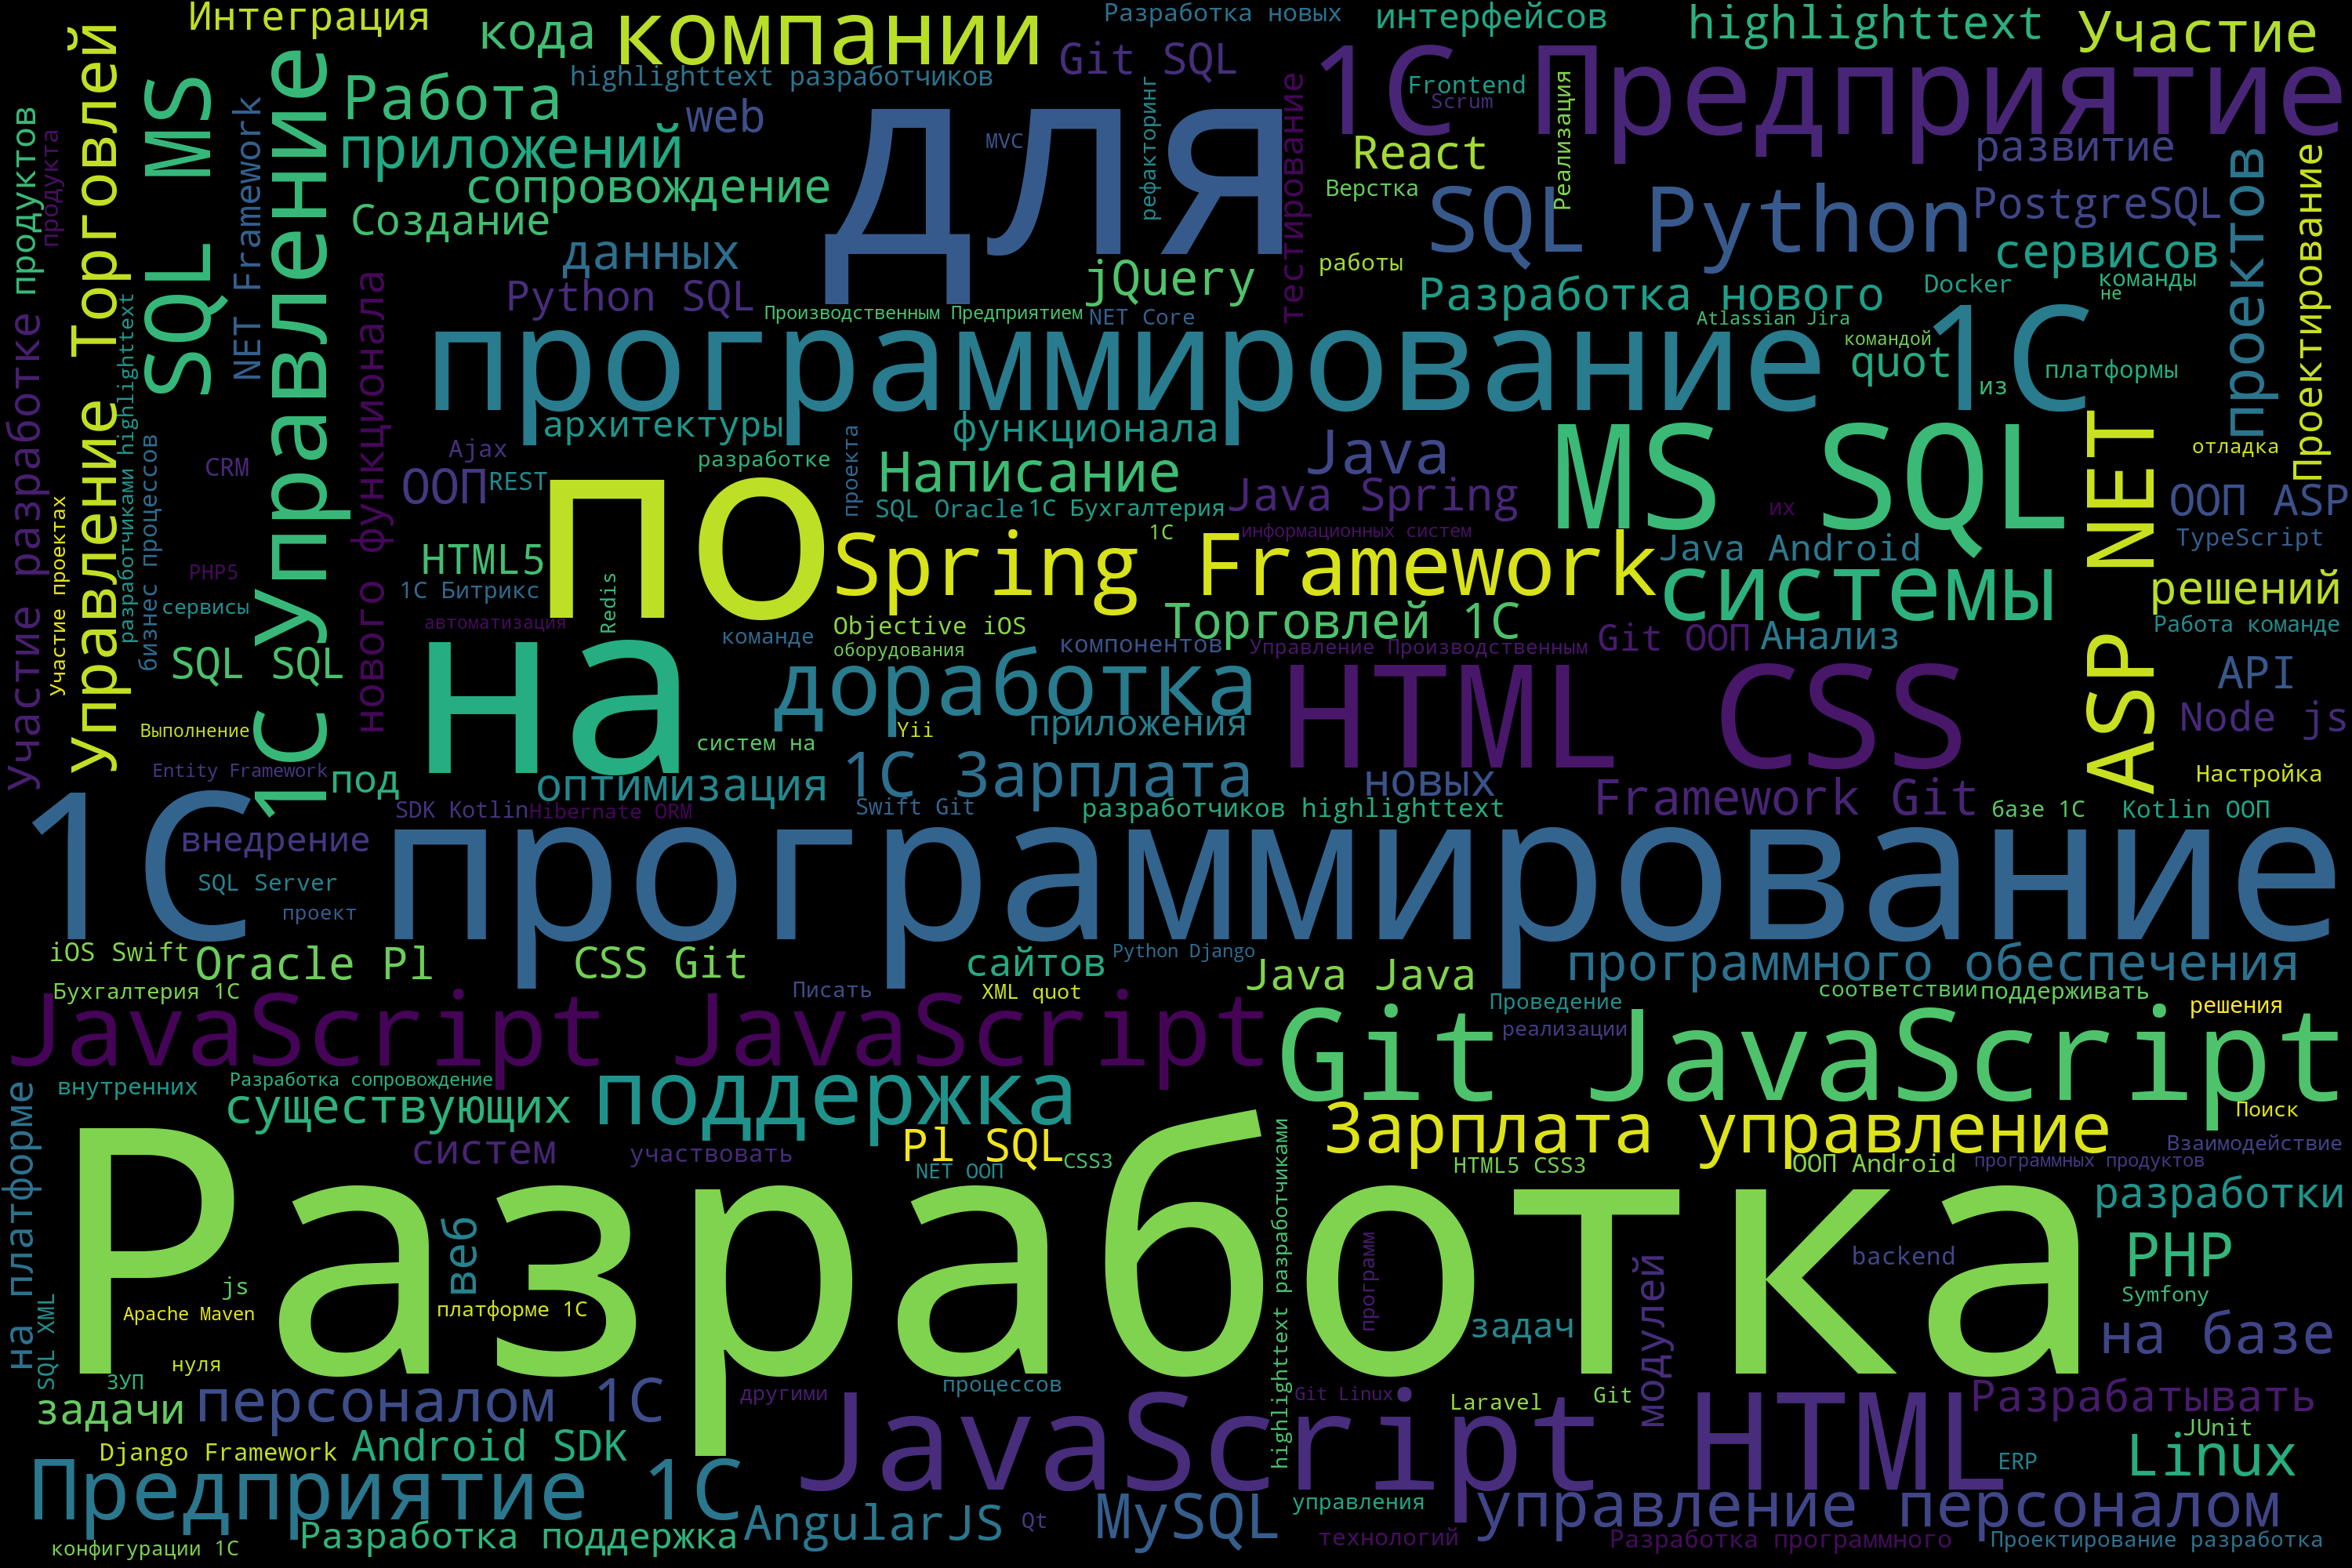 Интеграция
кода
компании
Разработка новых
интерфейсов
highlighttext
Участие
Git SQL
1С Предприятие
highlighttext разработчиков
Работа
web
для
MVC
рефакторинг
тестирование
Frontend
Scrum
Реализация
React
развитие
приложений
сопровождение
Создание
данных
Верстка
SQL Python
PostgreSQL
сервисов
проектов
Проектирование
Участие разработке продуктов
продукта
Управление Торговлей
SQL MS
NET Framework
1С Управление
разработчиками highlighttext
нового функционала
Python SQL
jQuery
работы
Разработка нового
Docker
команды
не
Производственным Предприятием
NET Core
Atlassian Jira
командой
программирование 1С
quot
из
платформы
архитектуры
функционала
проекта
Java
MS SQL
ASP NET
отладка
бизнес процессов
CRM
Ajax
разработке
ООП
REST
по
Написание
Java Spring
их
ООП ASP
Участие проектах
SQL Oracle
1С Бухгалтерия
информационных систем
1С
TypeScript
HTML5
Spring Framework
Java Android
PHP5
1С Битрикс
Redis
системы
решений
сервисы
автоматизация
на
команде
Objective iOS
Торговлей 1С
Git ООП
Анализ
Работа команде
SQL SQL
оборудования
компонентов
Управление Производственным
API
доработка
HTML CSS
Node js
Выполнение
систем на
Yii
приложения
Entity Framework
под
оптимизация
1С Зарплата
новых
Framework Git
Настройка
SDK Kotlin
Hibernate ORM
Swift Git
разработчиков highlighttext
базе 1С
Kotlin ООП
1С программирование
внедрение
SQL Server
проект
iOS Swift
Oracle Pl
CSS Git
сайтов
Python Django
Java Java
программного обеспечения
Бухгалтерия 1С
Писать
XML quot
Проведение
соответствии
поддерживать
решения
JavaScript JavaScript
Git JavaScript
реализации
на платформе
внутренних
Разработка сопровождение
существующих
поддержка
Зарплата управление
Поиск
систем
участвовать
Pl SQL
CSS3
highlighttext разработчиками
HTML5 CSS3
ООП Android
Взаимодействие
программных продуктов
NET ООП
Разработка
разработки
веб
программ
модулей
backend
PHP
js
SQL XML
Apache Maven
платформе 1С
Symfony
задач
на базе
нуля
ЗУП
персоналом 1С
другими
процессов
Git Linux
Laravel
Git
Разрабатывать
задачи
JavaScript HTML
JUnit
Django Framework
Android SDK
ERP
Linux
Предприятие 1С
AngularJS
Qt
MySQL
управления
управление персоналом
Разработка поддержка
технологий
Разработка программного
Проектирование разработка
конфигурации 1С